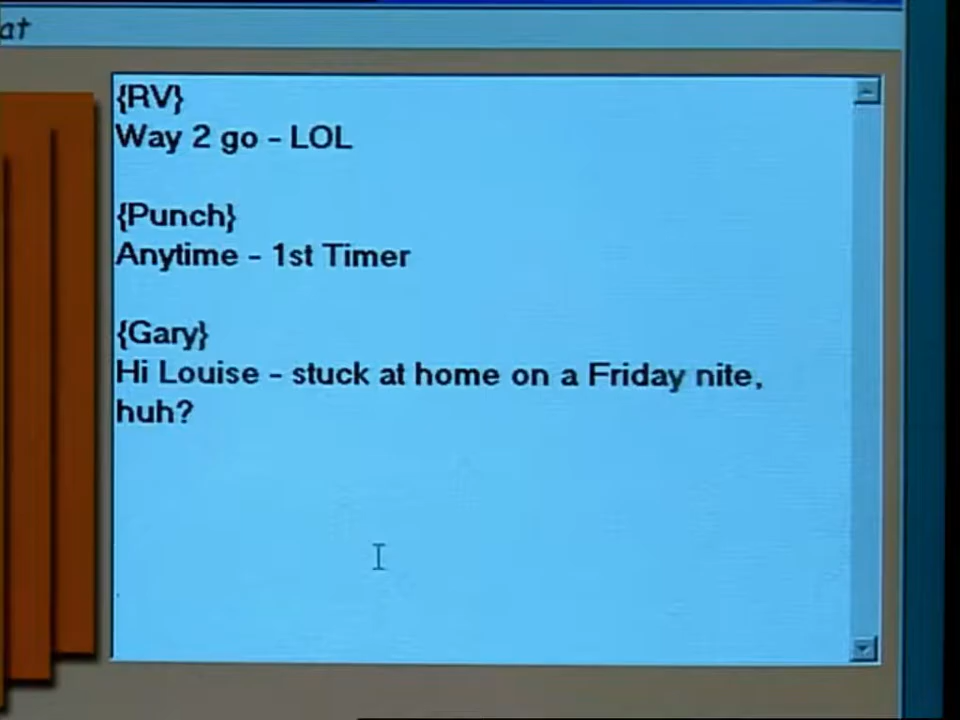 at
{RV}
Way 2 go - LOL
{Punch}
Anytime - 1st Timer
{Gary}
Hi Louise - stuck at home on a Friday nite,
huh?